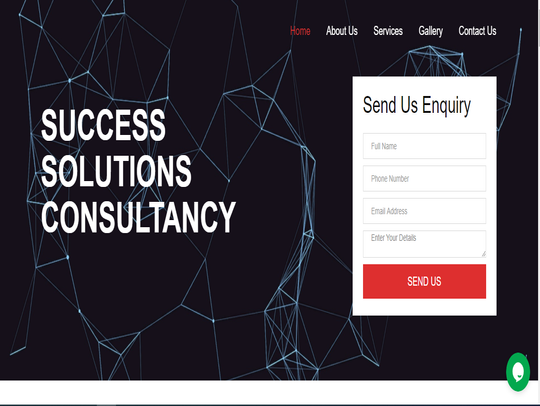 Home About Us Services Gallery Contact Us
SUCCESS
SOLUTIONS
CONSULTANCY
Send Us Enquiry
Full Name
Phone Number
Email Address
Enter Your Details
SEND US